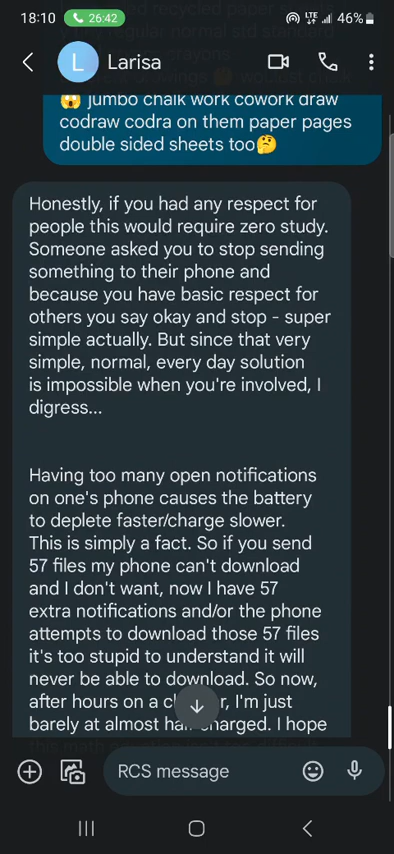 18:10
26:42
LTE
46%
L
Larisa
😱 jumbo chalk work cowork draw
codraw codra on them paper pages
double sided sheets too🤔
Honestly, if you had any respect for
people this would require zero study.
Someone asked you to stop sending
something to their phone and
because you have basic respect for
others you say okay and stop - super
simple actually. But since that very
simple, normal, every day solution
is impossible when you're involved, I
digress...
Having too many open notifications
on one's phone causes the battery
to deplete faster/charge slower.
This is simply a fact. So if you send
57 files my phone can't download
and I don't want, now I have 57
extra notifications and/or the phone
attempts to download those 57 files
it's too stupid to understand it will
never be able to download. So now,
after hours on a I'm just
barely at almost charged. I hope
RCS message